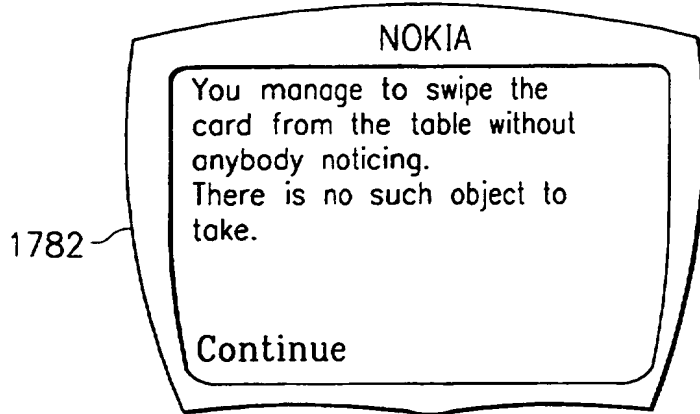 NOKIA
You manage to swipe the
card from the table without
anybody noticing.
There is no such object to
take.
1782
Continue